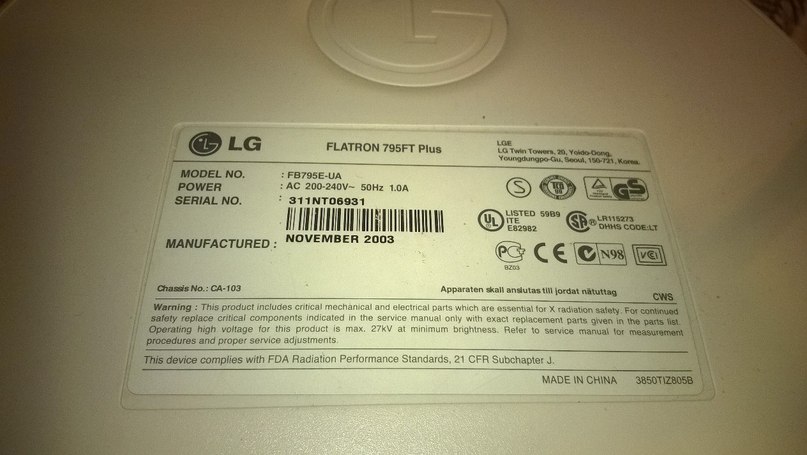 LG
FLATRON 795FT Plus
LGE
LG Twin Towers, 20, Yoido-Dong,
Youngdungpo-Gu, Seoul, 150-721, Korea.
MODEL NO. : FB795E-UA
POWER : AC 200-240V~ 50Hz 1.0A
SERIAL NO. : 311NT06931
MANUFACTURED : NOVEMBER 2003
S
TCO
GS
UL
LISTED 59B9
ITE
E82982
LR115273
DHHS CODE:LT
BZ03
CE
N98
VCI
Chassis No.: CA-103
Apparaten skall anslutas till jordat nätuttag
CWS
Warning : This product includes critical mechanical and electrical parts which are essential for X radiation safety. For continued
safety replace critical components indicated in the service manual only with exact replacement parts given in the parts list.
Operating high voltage for this product is max. 27kV at minimum brightness. Refer to service manual for measurement
procedures and proper service adjustments.
This device complies with FDA Radiation Performance Standards, 21 CFR Subchapter J.
MADE IN CHINA 3850TIZ805B